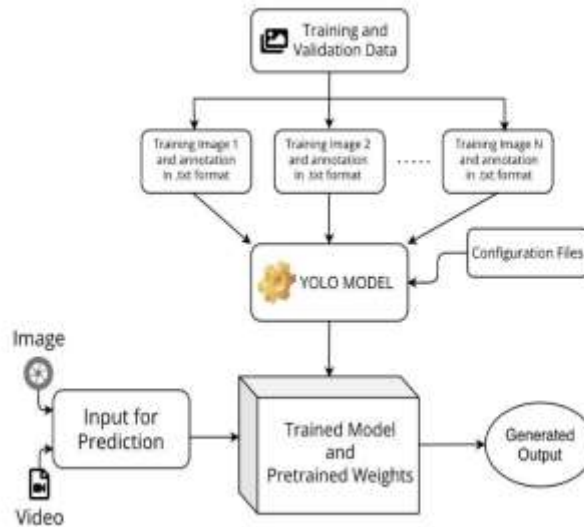 Training and
Validation Data
Training Image 1
and annotation
in .txt format
Training Image 2
and annotation
in .txt format
.....
Training Image N
and annotation
in .txt format
YOLO MODEL
Configuration Files
Image
Input for
Prediction
Video
Trained Model
and
Pretrained Weights
Generated
Output